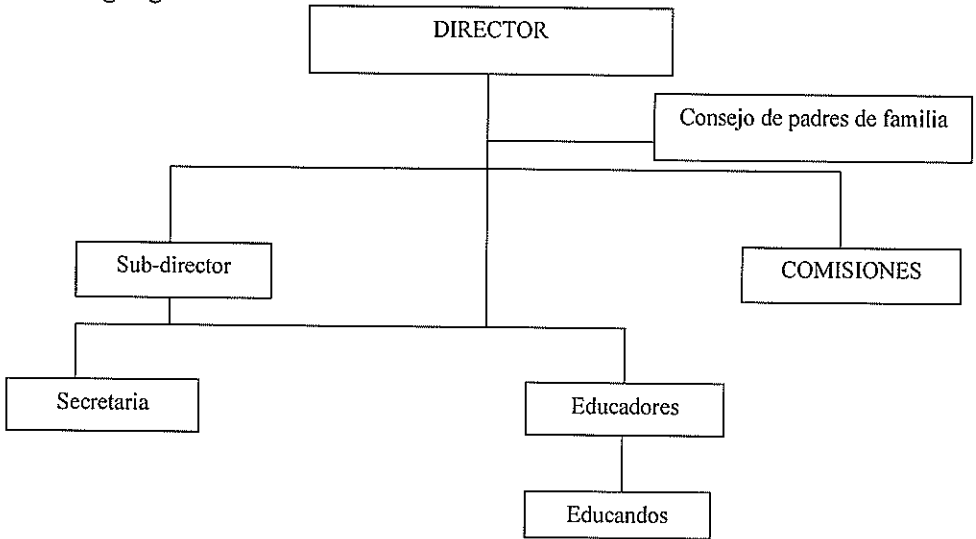 DIRECTOR
Consejo de padres de familia
Sub-director
COMISIONES
Secretaria
Educadores
Educandos